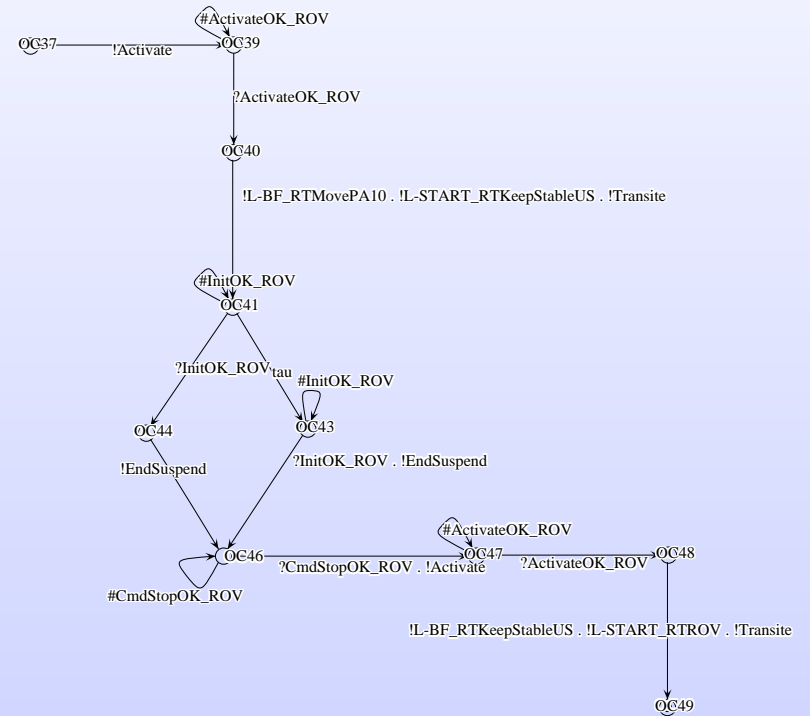 #ActivateOK_ROV
OC37
!Activate
OC39
?ActivateOK_ROV
OC40
!L-BF_RTMovePA10 . !L-START_RTKeepStableUS . !Transite
#InitOK_ROV
OC41
?InitOK_ROV
tau
#InitOK_ROV
OC44
OC43
!EndSuspend
?InitOK_ROV . !EndSuspend
#ActivateOK_ROV
OC46
?CmdStopOK_ROV . !Activate
OC47
?ActivateOK_ROV
OC48
#CmdStopOK_ROV
!L-BF_RTKeepStableUS . !L-START_RTROV . !Transite
OC49